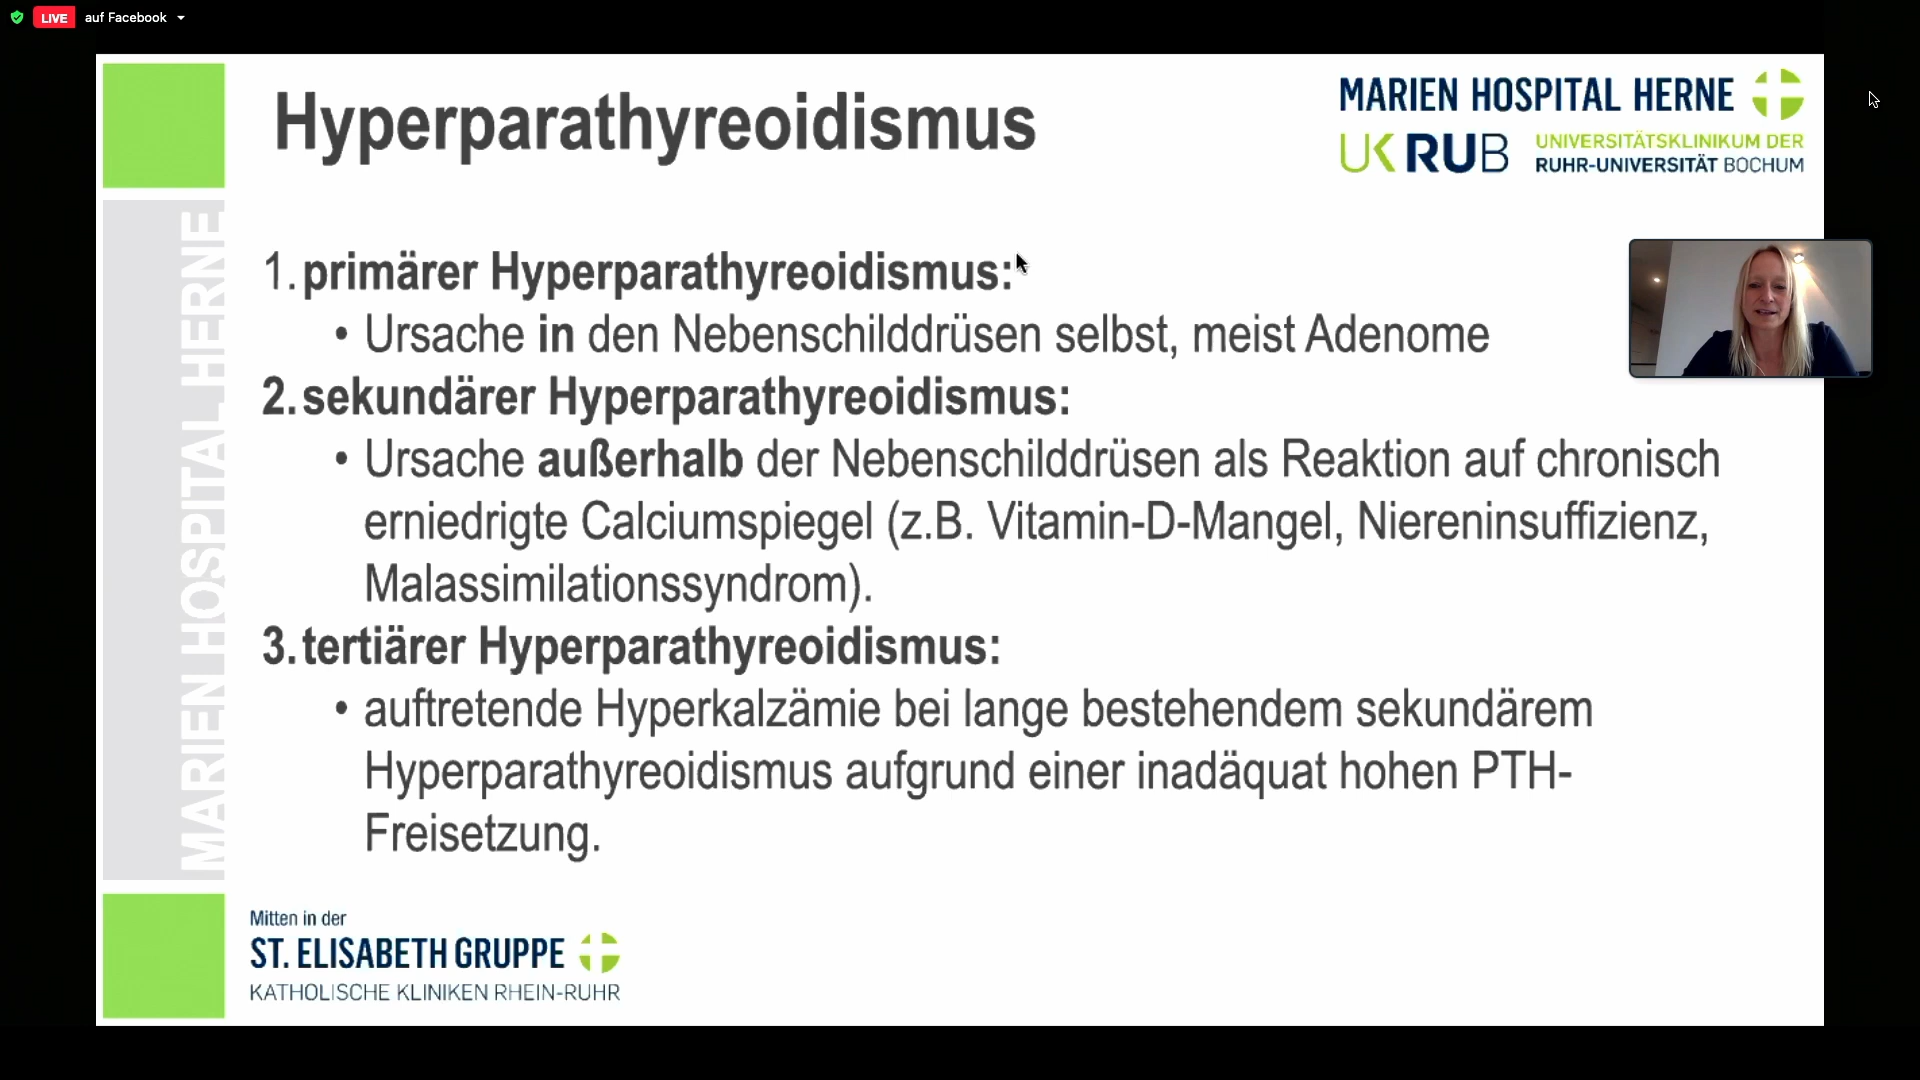 LIVE auf Facebook
Hyperparathyreoidismus
MARIEN HOSPITAL HERNE
UK RUB
UNIVERSITÄTSKLINIKUM DER
RUHR-UNIVERSITÄT BOCHUM
MARIEN HOSPITAL HERNE
1. primärer Hyperparathyreoidismus:
• Ursache in den Nebenschilddrüsen selbst, meist Adenome
2. sekundärer Hyperparathyreoidismus:
• Ursache außerhalb der Nebenschilddrüsen als Reaktion auf chronisch
erniedrigte Calciumspiegel (z.B. Vitamin-D-Mangel, Niereninsuffizienz,
Malassimilationssyndrom).
3. tertiärer Hyperparathyreoidismus:
• auftretende Hyperkalzämie bei lange bestehendem sekundärem
Hyperparathyreoidismus aufgrund einer inadäquat hohen PTH-
Freisetzung.
Mitten in der
ST. ELISABETH GRUPPE
KATHOLISCHE KLINIKEN RHEIN-RUHR